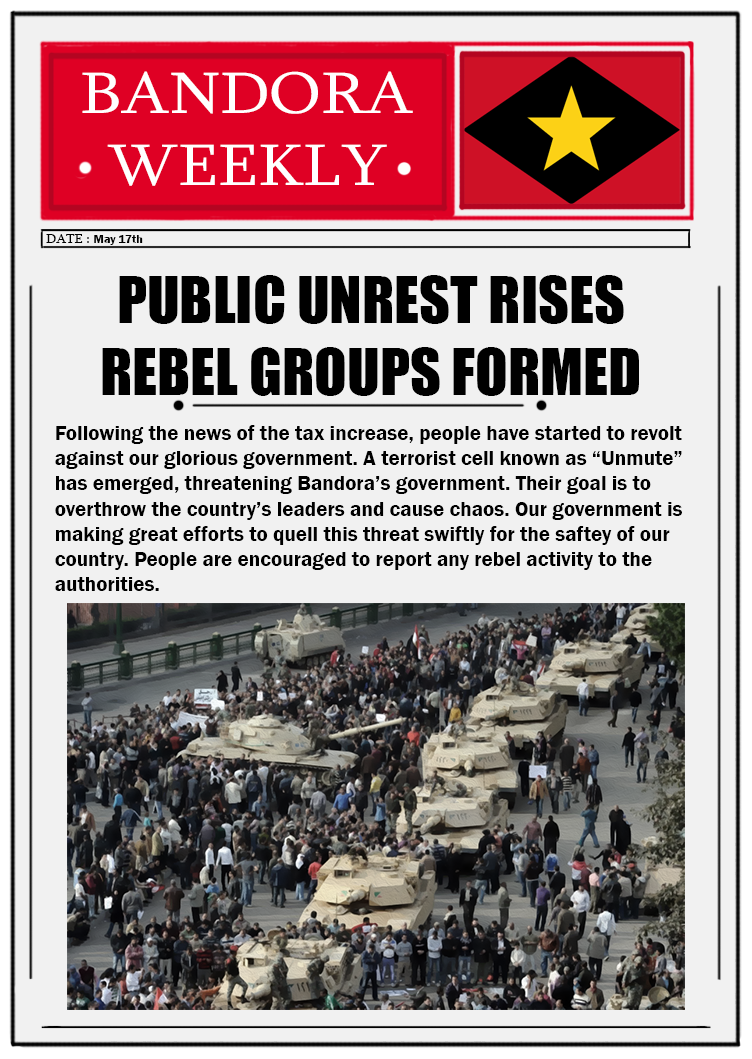 BANDORA
• WEEKLY •
DATE : May 17th
PUBLIC UNREST RISES
REBEL GROUPS FORMED
Following the news of the tax increase, people have started to revolt
against our glorious government. A terrorist cell known as “Unmute”
has emerged, threatening Bandora’s government. Their goal is to
overthrow the country’s leaders and cause chaos. Our government is
making great efforts to quell this threat swiftly for the saftey of our
country. People are encouraged to report any rebel activity to the
authorities.